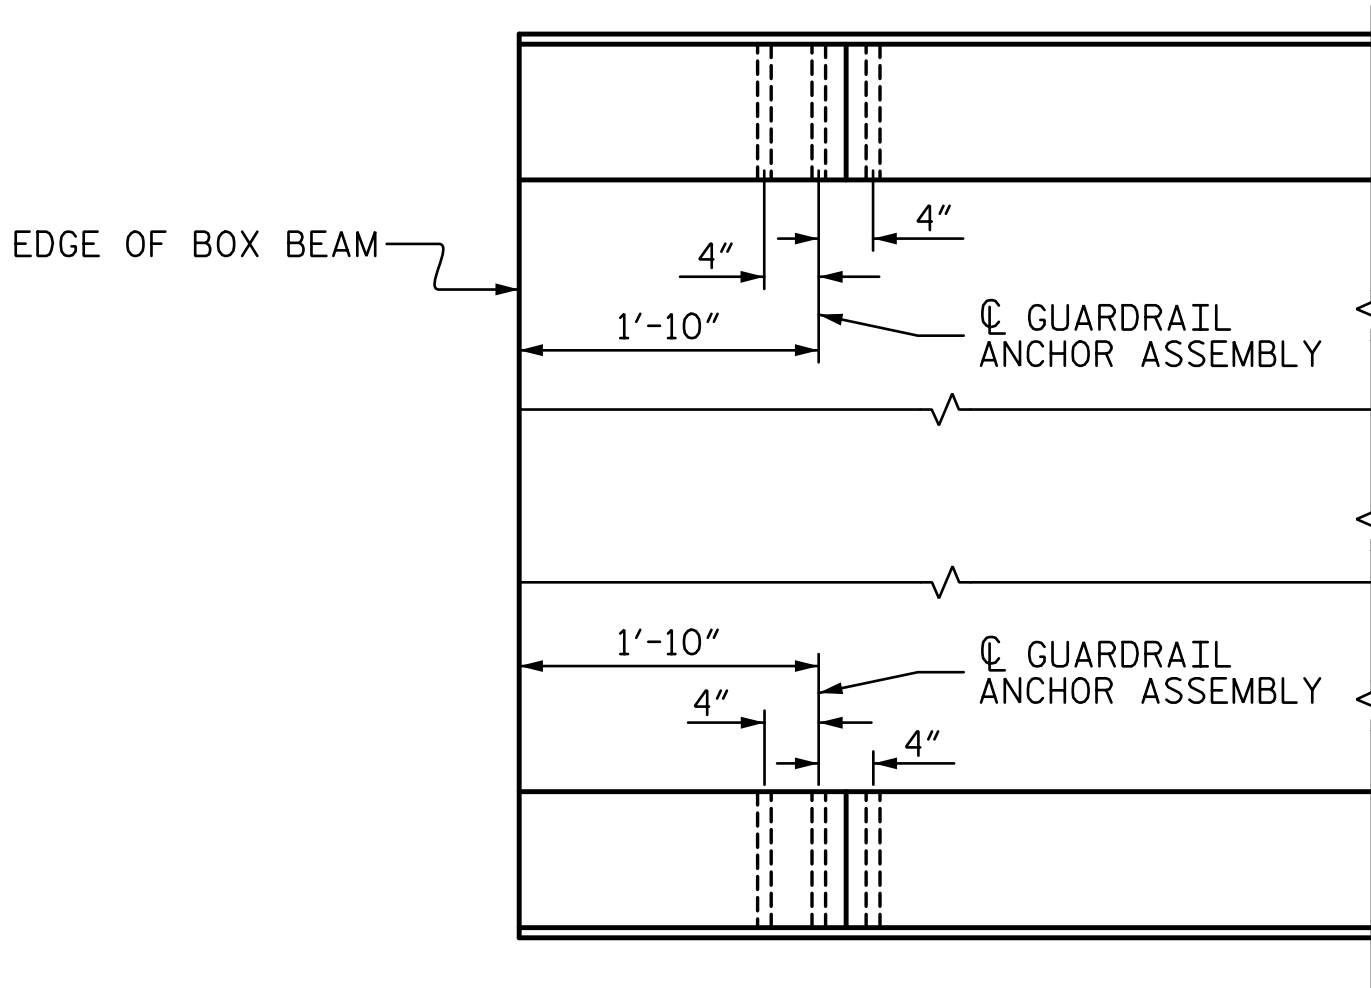 4"
EDGE OF BOX BEAM
4"
1'-10"
℄ GUARDRAIL
ANCHOR ASSEMBLY
1'-10"
℄ GUARDRAIL
ANCHOR ASSEMBLY
4"
4"